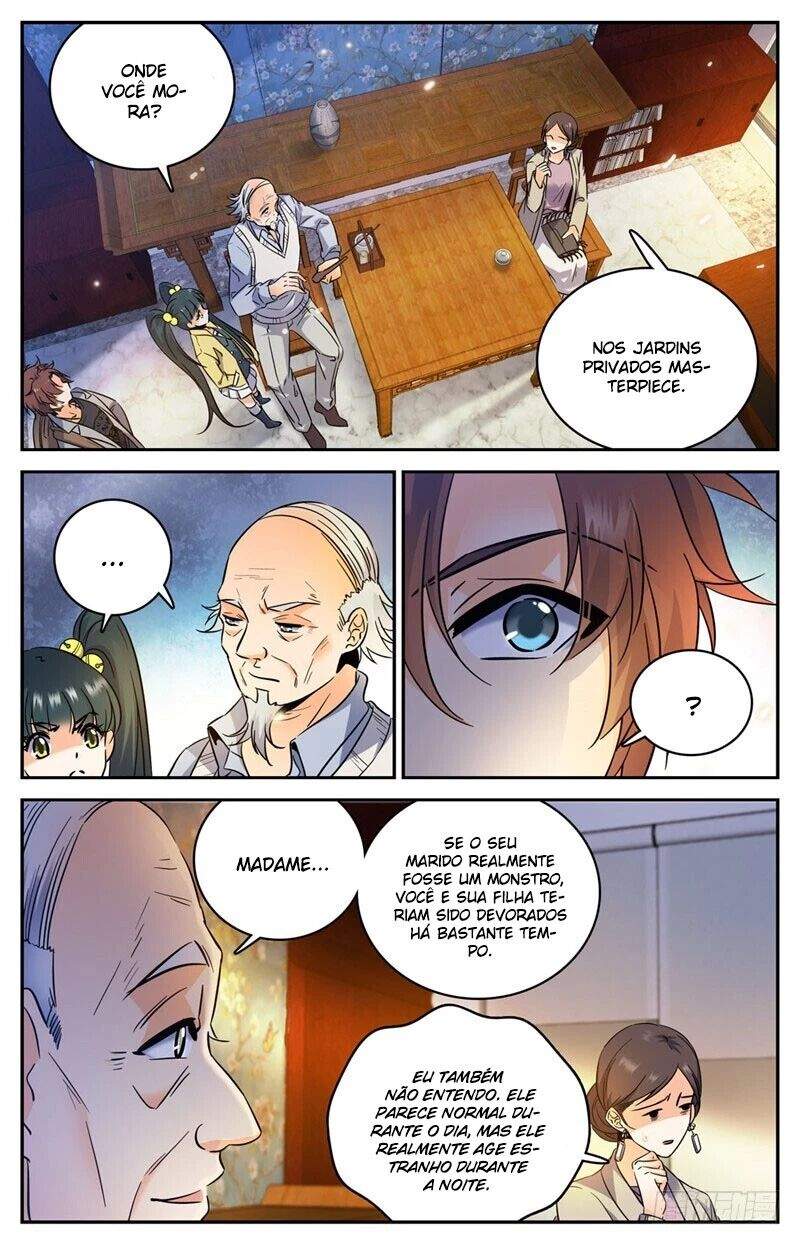 ONDE
VOCÊ MO-
RA?
NOS JARDINS
PRIVADOS MAS-
TERPIECE.
...
?
MADAME...
SE O SEU
MARIDO REALMENTE
FOSSE UM MONSTRO,
VOCÊ E SUA FILHA TE-
RIAM SIDO DEVORADOS
HÁ BASTANTE TEM-
PO.
EU TAMBÉM
NÃO ENTENDO. ELE
PARECE NORMAL DU-
RANTE O DIA, MAS ELE
REALMENTE AGE ES-
TRANHO DURANTE
A NOITE.